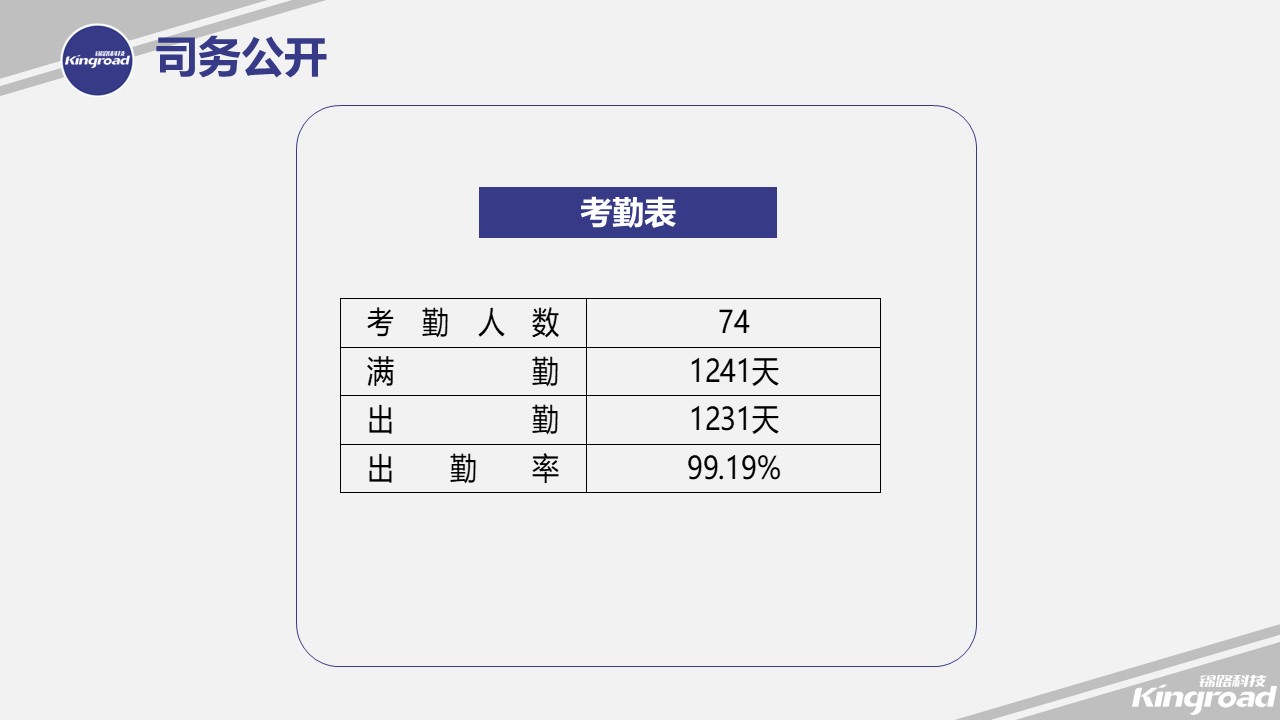 锦路科技
Kingroad
司务公开
考勤表
考勤人数 74
满勤 1241天
出勤 1231天
出勤率 99.19%
锦路科技
Kingroad